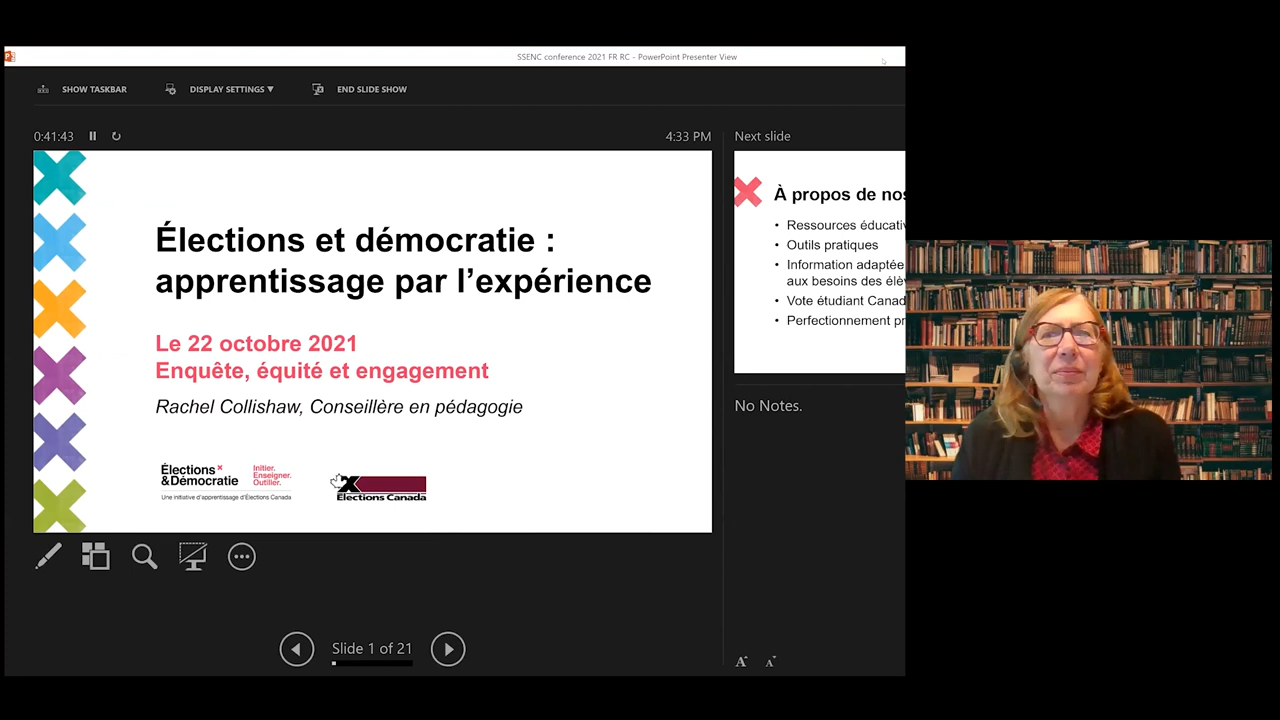 SSENC conference 2021 FR RC - PowerPoint Presenter View
SHOW TASKBAR
DISPLAY SETTINGS ▼
END SLIDE SHOW
0:41:43
4:33 PM
Élections et démocratie :
apprentissage par l’expérience
Le 22 octobre 2021
Enquête, équité et engagement
Rachel Collishaw, Conseillère en pédagogie
Élections
& Démocratie
Initier.
Enseigner.
Outiller.
Une initiative d'apprentissage d'Élections Canada
Elections Canada
Slide 1 of 21
Next slide
À propos de nos
• Ressources éducativ
• Outils pratiques
• Information adaptée
aux besoins des élè
• Vote étudiant Canad
• Perfectionnement pr
No Notes.
A
A